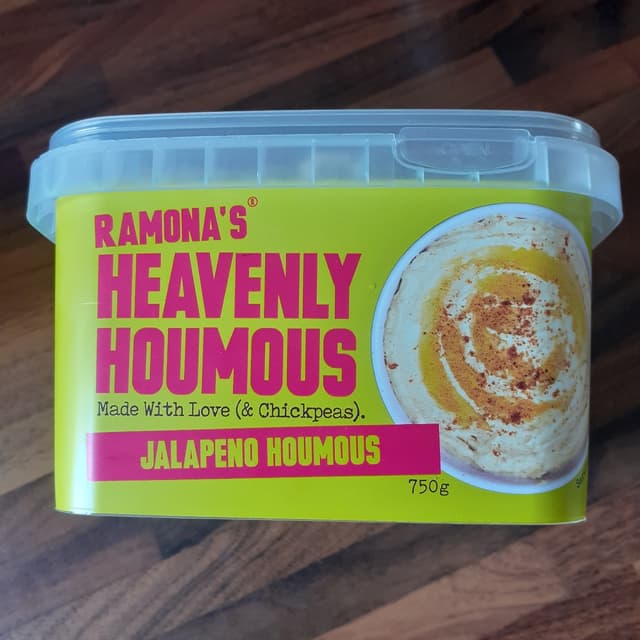 RAMONA'S®
HEAVENLY
HOUMOUS
Made With Love (& Chickpeas).
JALAPENO HOUMOUS
750g